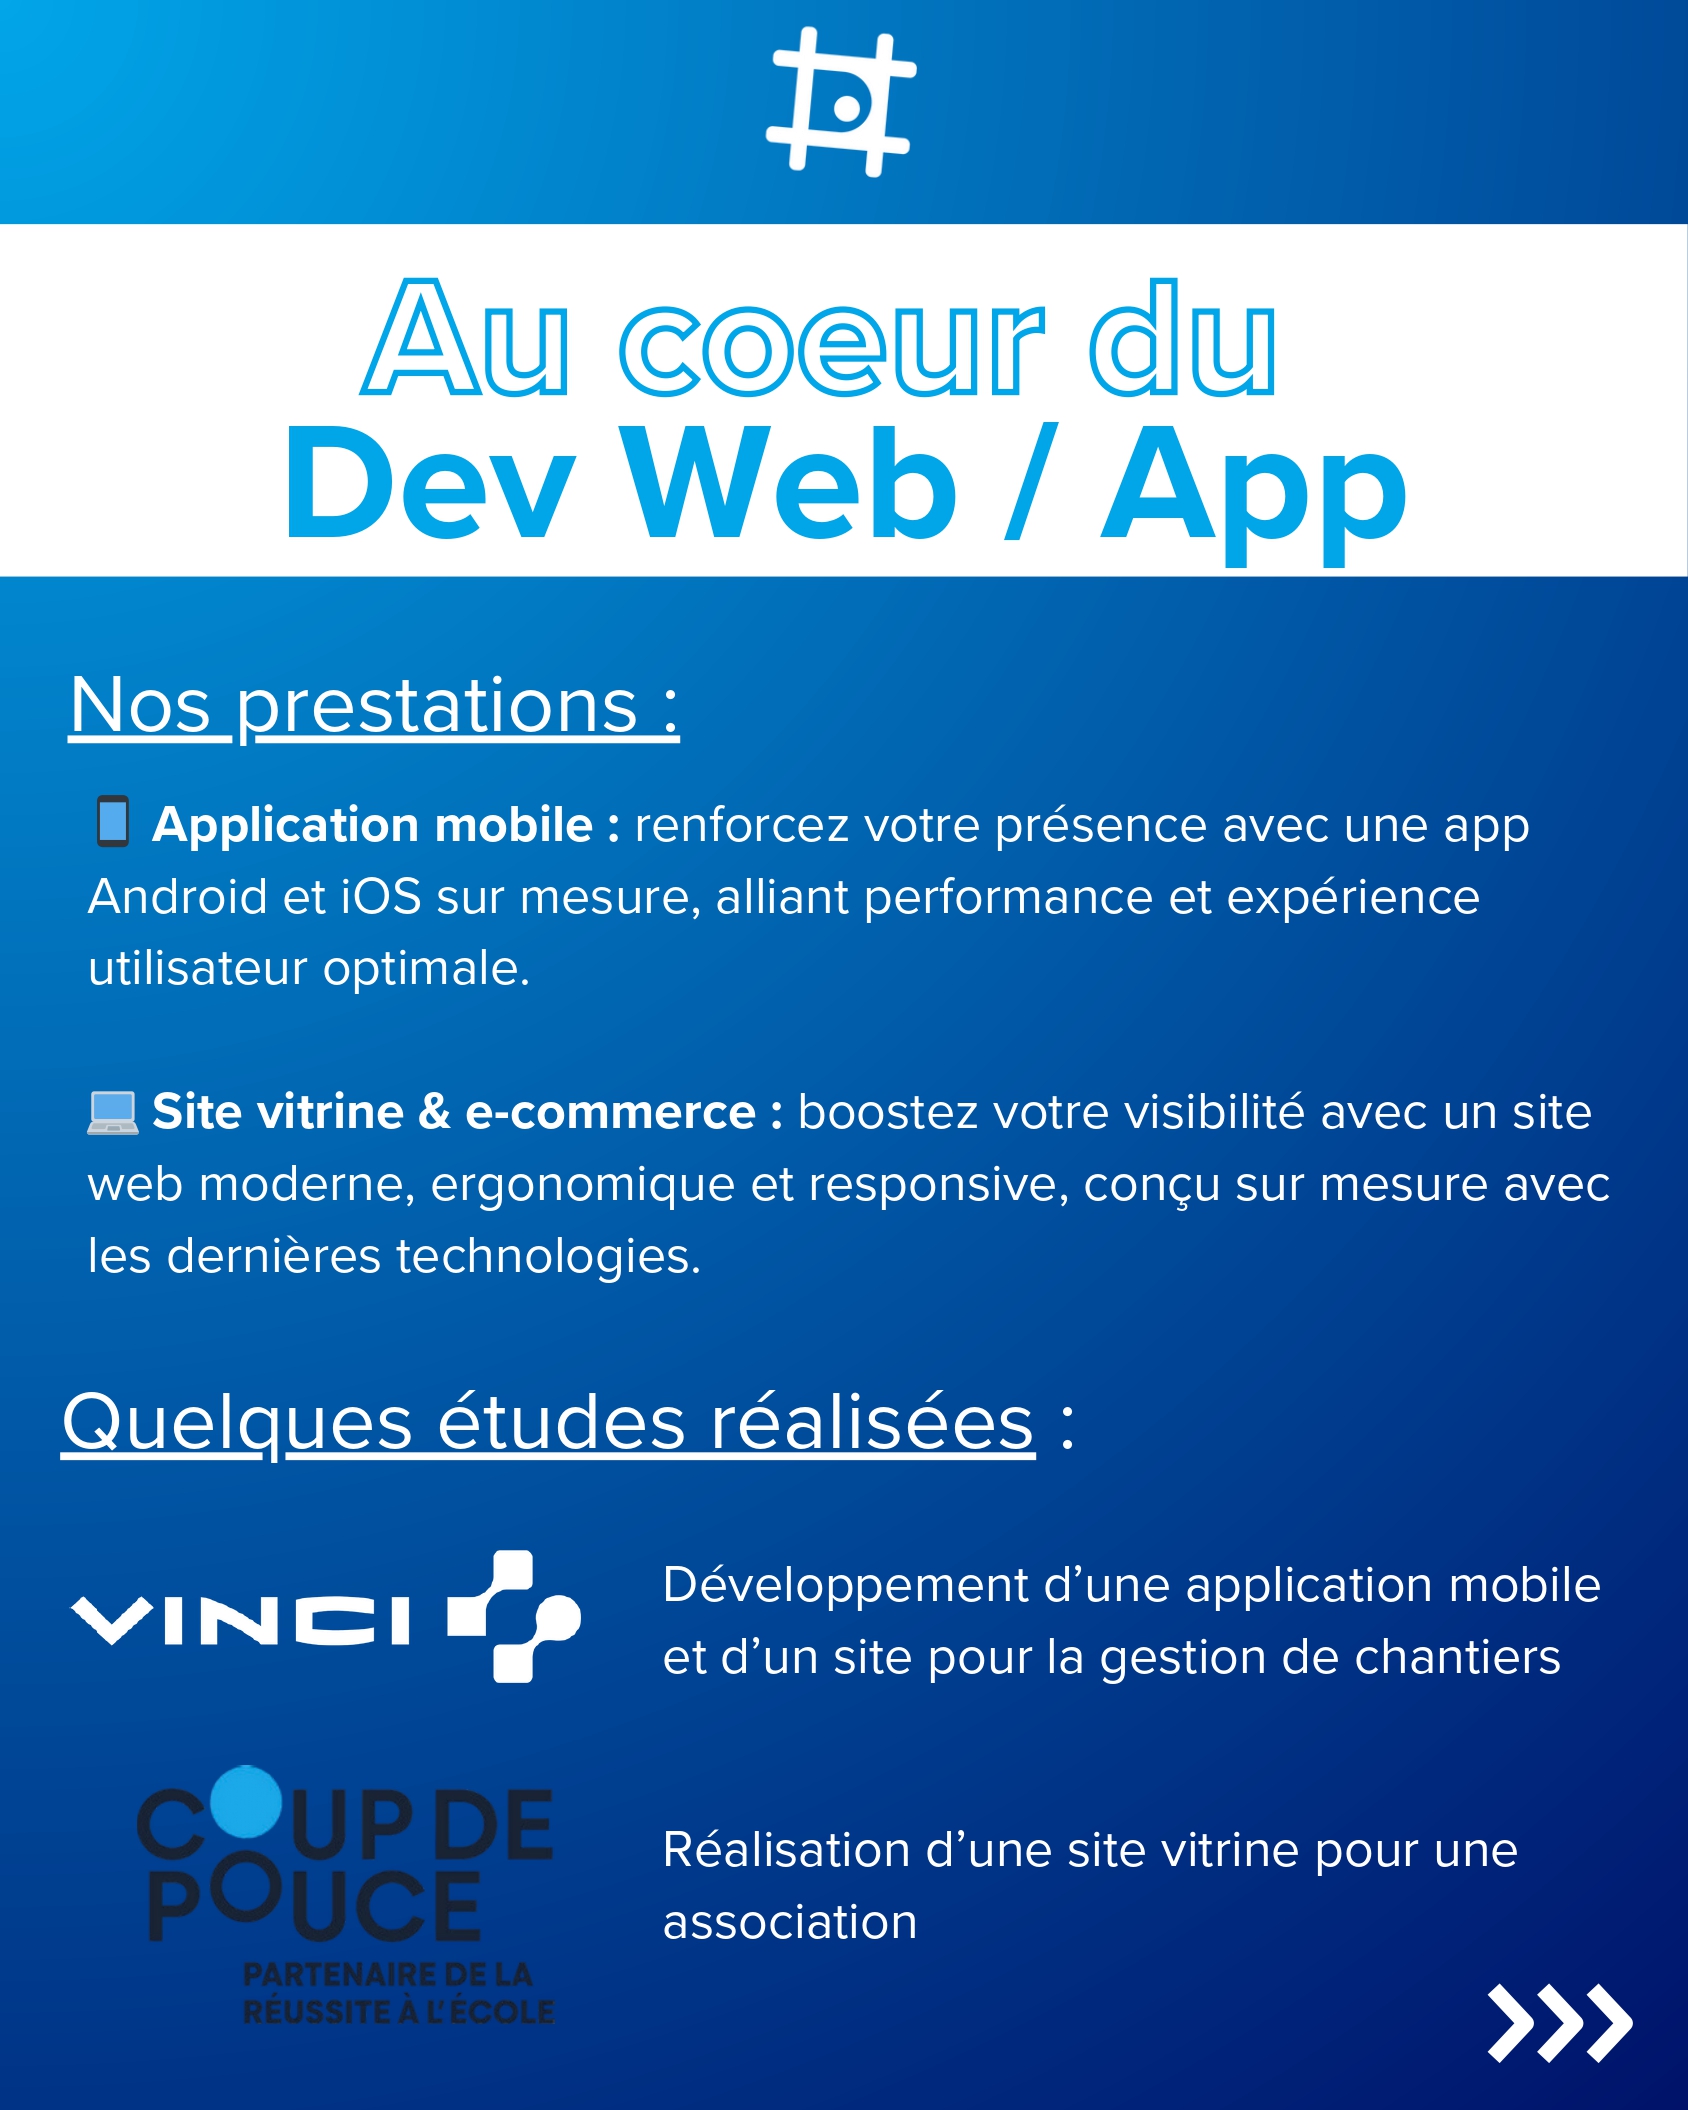 Au coeur du
Dev Web / App
Nos prestations :
📱 Application mobile : renforcez votre présence avec une app
Android et iOS sur mesure, alliant performance et expérience
utilisateur optimale.
💻 Site vitrine & e-commerce : boostez votre visibilité avec un site
web moderne, ergonomique et responsive, conçu sur mesure avec
les dernières technologies.
Quelques études réalisées :
VINCI
Développement d’une application mobile
et d’un site pour la gestion de chantiers
COUP DE
POUCE
PARTENAIRE DE LA
RÉUSSITE À L’ÉCOLE
Réalisation d’une site vitrine pour une
association